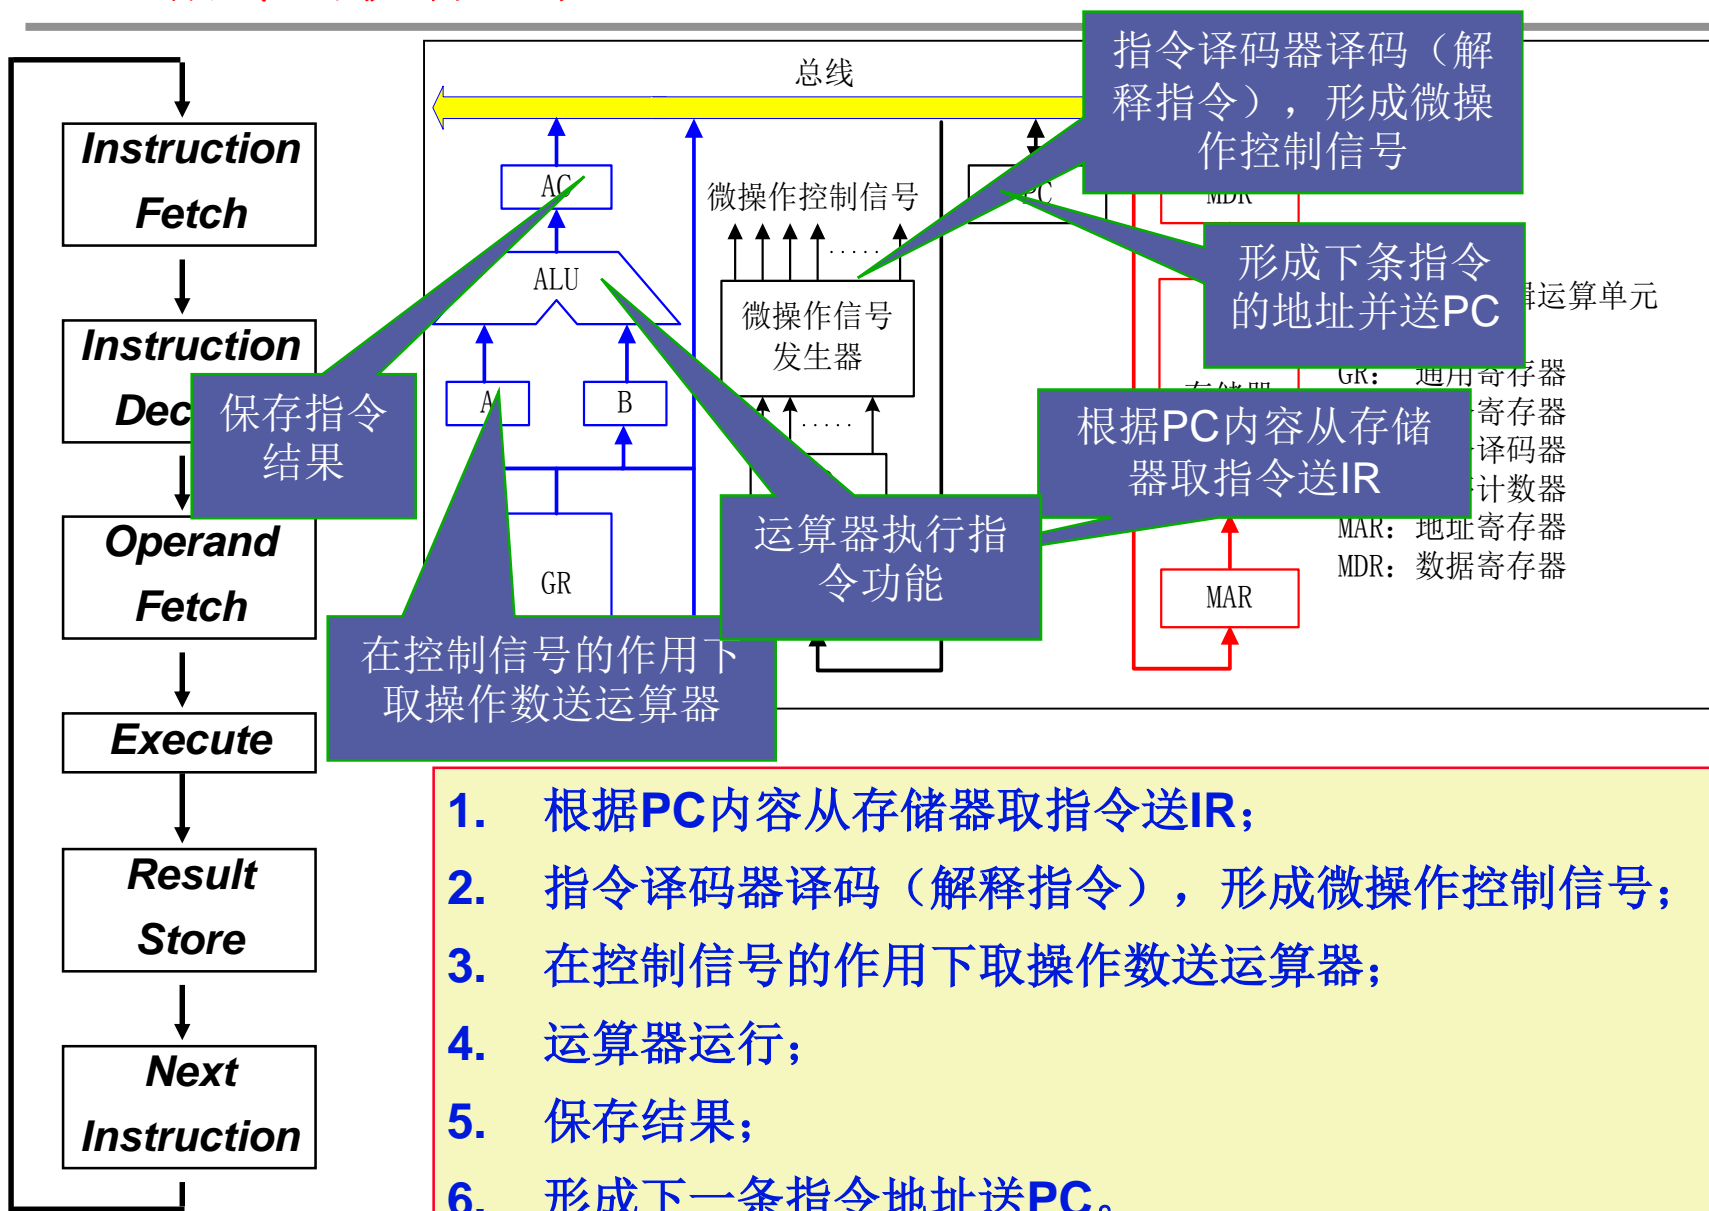 Instruction
Fetch
Instruction
Dec
Operand
Fetch
Execute
Result
Store
Next
Instruction
总线
AC
ALU
A
B
GR
微操作控制信号
.....
微操作信号
发生器
.....
PC
MDR
MAR
辑运算单元
GR： 通用寄存器
寄存器
译码器
计数器
MAR：地址寄存器
MDR：数据寄存器
指令译码器译码（解
释指令），形成微操
作控制信号
形成下条指令
的地址并送PC
根据PC内容从存储
器取指令送IR
运算器执行指
令功能
保存指令
结果
在控制信号的作用下
取操作数送运算器
1. 根据PC内容从存储器取指令送IR；
2. 指令译码器译码（解释指令），形成微操作控制信号；
3. 在控制信号的作用下取操作数送运算器；
4. 运算器运行；
5. 保存结果；
6. 形成下一条指令地址送PC。